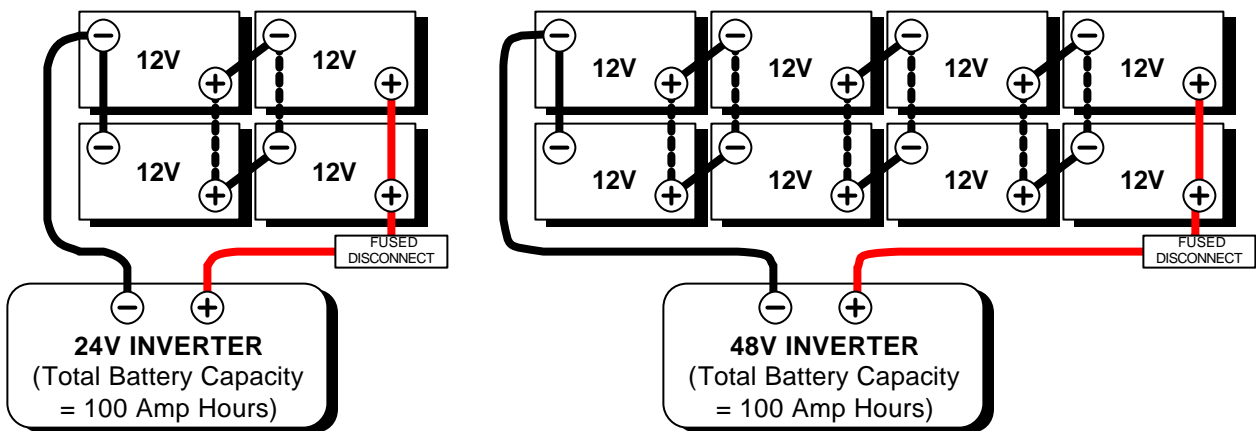 12V 12V
12V 12V
FUSED
DISCONNECT
24V INVERTER
(Total Battery Capacity
= 100 Amp Hours)
12V 12V 12V 12V
12V 12V 12V 12V
FUSED
DISCONNECT
48V INVERTER
(Total Battery Capacity
= 100 Amp Hours)